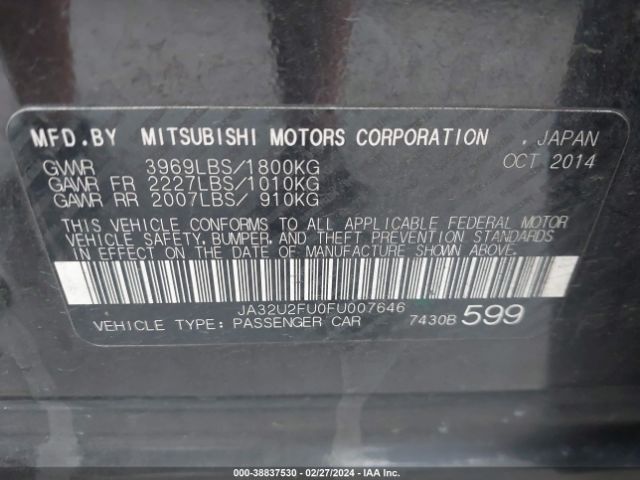 MFD.BY MITSUBISHI MOTORS CORPORATION , JAPAN
GVWR 3969LBS/1800KG OCT 2014
GAWR FR 2227LBS/1010KG
GAWR RR 2007LBS/ 910KG
THIS VEHICLE CONFORMS TO ALL APPLICABLE FEDERAL MOTOR
VEHICLE SAFETY, BUMPER, AND THEFT PREVENTION STANDARDS
IN EFFECT ON THE DATE OF MANUFACTURE SHOWN ABOVE.
JA32U2FU0FU007646
VEHICLE TYPE: PASSENGER CAR 7430B 599
000-38837530 - 02/27/2024 - IAA Inc.